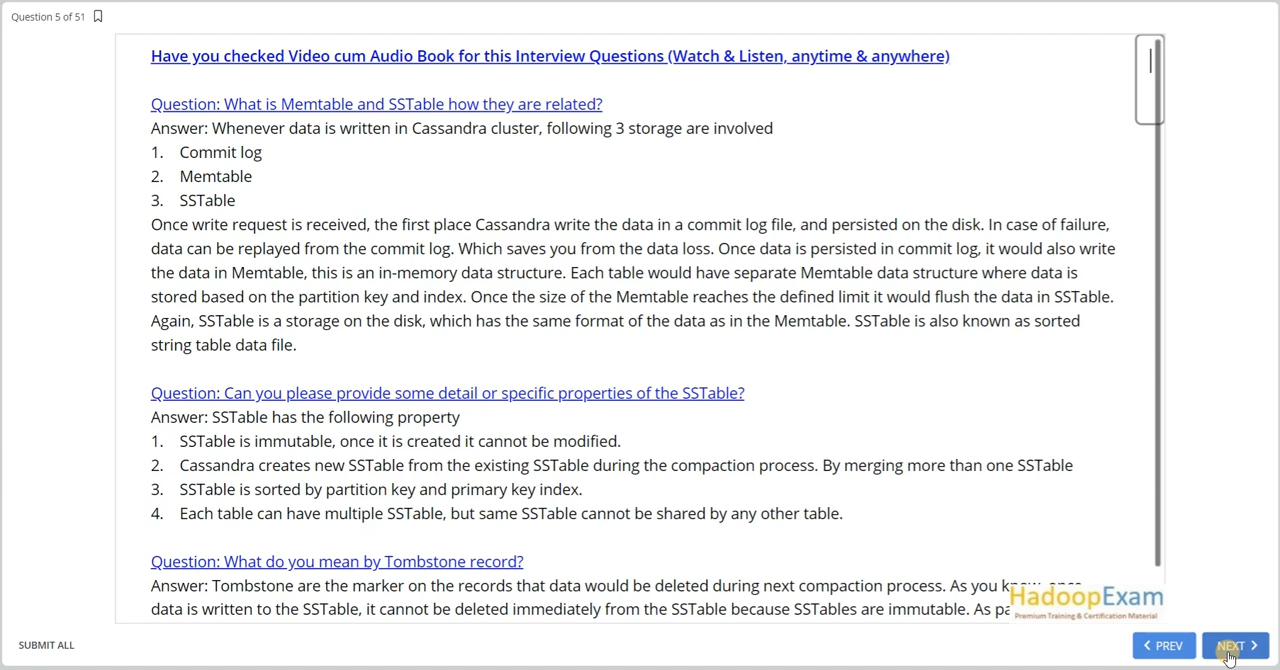 Question 5 of 51
Have you checked Video cum Audio Book for this Interview Questions (Watch & Listen, anytime & anywhere)
Question: What is Memtable and SSTable how they are related?
Answer: Whenever data is written in Cassandra cluster, following 3 storage are involved
1. Commit log
2. Memtable
3. SSTable
Once write request is received, the first place Cassandra write the data in a commit log file, and persisted on the disk. In case of failure,
data can be replayed from the commit log. Which saves you from the data loss. Once data is persisted in commit log, it would also write
the data in Memtable, this is an in-memory data structure. Each table would have separate Memtable data structure where data is
stored based on the partition key and index. Once the size of the Memtable reaches the defined limit it would flush the data in SSTable.
Again, SSTable is a storage on the disk, which has the same format of the data as in the Memtable. SSTable is also known as sorted
string table data file.
Question: Can you please provide some detail or specific properties of the SSTable?
Answer: SSTable has the following property
1. SSTable is immutable, once it is created it cannot be modified.
2. Cassandra creates new SSTable from the existing SSTable during the compaction process. By merging more than one SSTable
3. SSTable is sorted by partition key and primary key index.
4. Each table can have multiple SSTable, but same SSTable cannot be shared by any other table.
Question: What do you mean by Tombstone record?
Answer: Tombstone are the marker on the records that data would be deleted during next compaction process. As you
data is written to the SSTable, it cannot be deleted immediately from the SSTable because SSTables are immutable. As
HadoopExam
Premium Training & Certification Material
SUBMIT ALL
PREV
NEXT